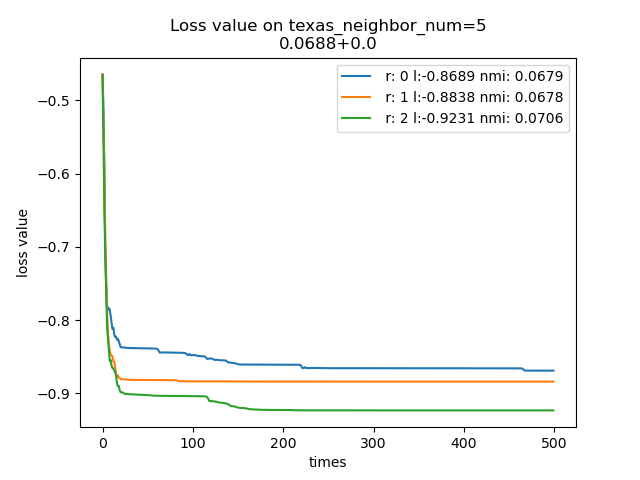 Loss value on texas_neighbor_num=5
0.0688+0.0
r: 0 l:-0.8689 nmi: 0.0679
r: 1 l:-0.8838 nmi: 0.0678
r: 2 l:-0.9231 nmi: 0.0706
−0.5
−0.6
−0.7
−0.8
−0.9
loss value
0 100 200 300 400 500
times